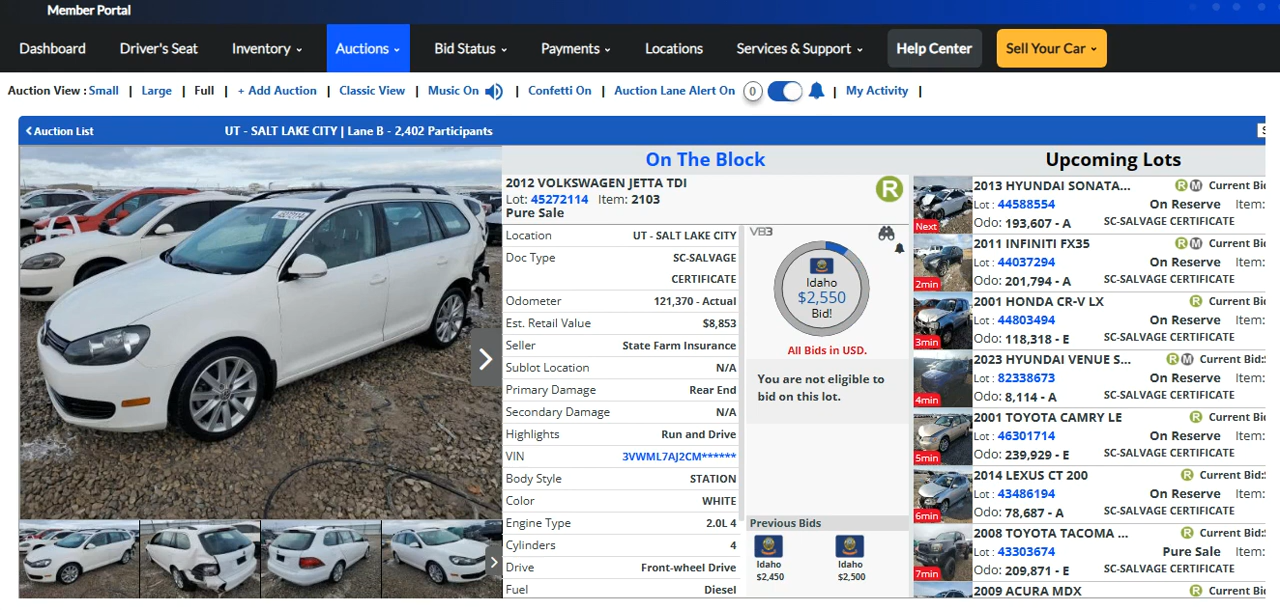 Member Portal
Dashboard Driver's Seat Inventory Auctions Bid Status Payments Locations Services & Support Help Center Sell Your Car
Auction View : Small | Large | Full | + Add Auction | Classic View | Music On | Confetti On | Auction Lane Alert On 0 | My Activity |
Auction List UT - SALT LAKE CITY | Lane B - 2,402 Participants
On The Block
2012 VOLKSWAGEN JETTA TDI
Lot: 45272114 Item: 2103
Pure Sale
R
Location UT - SALT LAKE CITY
Doc Type SC-SALVAGE
CERTIFICATE
Odometer 121,370 - Actual
Est. Retail Value $8,853
Seller State Farm Insurance
Sublot Location N/A
Primary Damage Rear End
Secondary Damage N/A
Highlights Run and Drive
VIN 3VWML7AJ2CM******
Body Style STATION
Color WHITE
Engine Type 2.0L 4
Cylinders 4
Drive Front-wheel Drive
Fuel Diesel
VB3
Idaho
$2,550
Bid!
All Bids in USD.
You are not eligible to
bid on this lot.
Previous Bids
Idaho Idaho
$2,450 $2,500
Upcoming Lots
2013 HYUNDAI SONATA... R M Current Bi
Lot : 44588554 On Reserve Item:
Next Odo: 193,607 - A SC-SALVAGE CERTIFICATE
2011 INFINITI FX35 R M Current Bi
Lot : 44037294 On Reserve Item:
2min Odo: 201,794 - A SC-SALVAGE CERTIFICATE
2001 HONDA CR-V LX R Current Bi
Lot : 44803494 On Reserve Item:
3min Odo: 118,318 - E SC-SALVAGE CERTIFICATE
2023 HYUNDAI VENUE S... R M Current Bid:
Lot : 82338673 On Reserve Item:
4min Odo: 8,114 - A SC-SALVAGE CERTIFICATE
2001 TOYOTA CAMRY LE R Current Bi
Lot : 46301714 On Reserve Item:
5min Odo: 239,929 - E SC-SALVAGE CERTIFICATE
2014 LEXUS CT 200 R Current Bid:
Lot : 43486194 On Reserve Item:
6min Odo: 78,687 - A SC-SALVAGE CERTIFICATE
2008 TOYOTA TACOMA ... R Current Bid:
Lot : 43303674 Pure Sale Item:
7min Odo: 209,871 - E SC-SALVAGE CERTIFICATE
2009 ACURA MDX R Current Bi